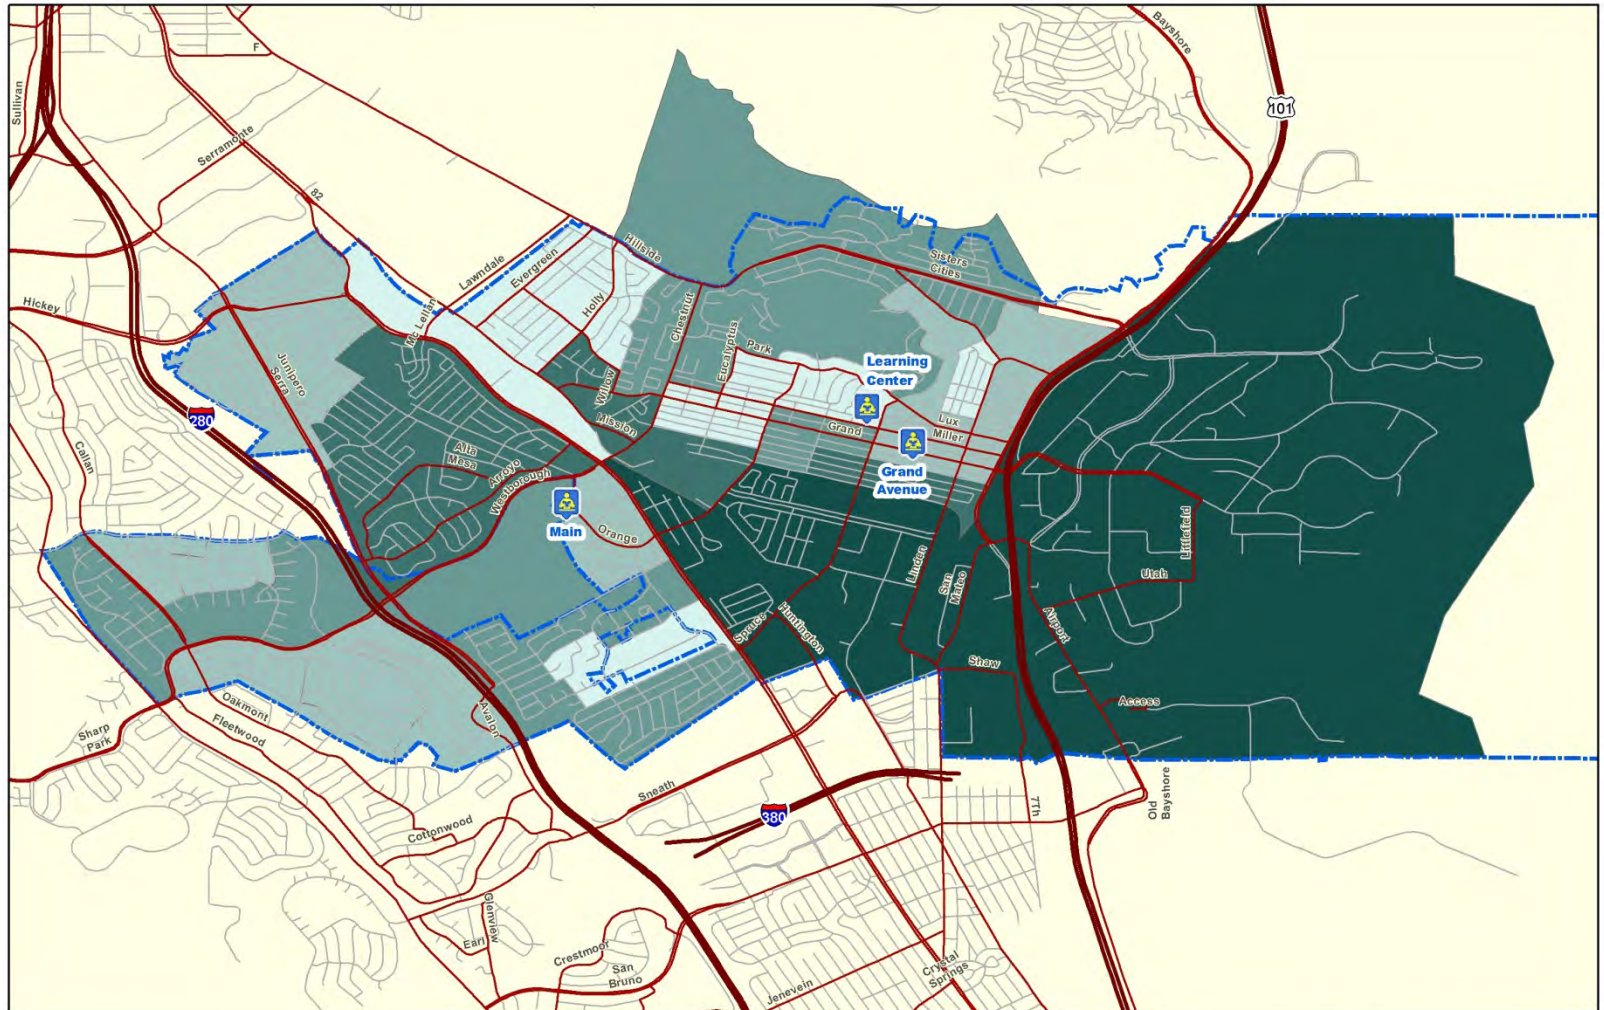 Bayshore
F
Sullivan
101
Serramonte
82
Hillside
Lawndale
Evergreen
Sisters
Cities
Holly
Hickey
Mc Lellan
Chestnut
Eucalyptus
Park
Junipero
Serra
Learning
Center
Willow
280
Mission
Grand
Lux
Miller
Callan
Alta
Mesa
Arroyo
Westborough
Grand
Avenue
Main
Orange
Littlefield
Linden
Utah
San
Mateo
Spruce
Huntington
Airport
Shaw
Oakmont
Fleetwood
Avalon
Access
Sharp
Park
Sneath
7Th
Old
Bayshore
380
Cottonwood
Glenview
Earl
Crestmoor
San
Bruno
Crystal
Springs
Jenevein